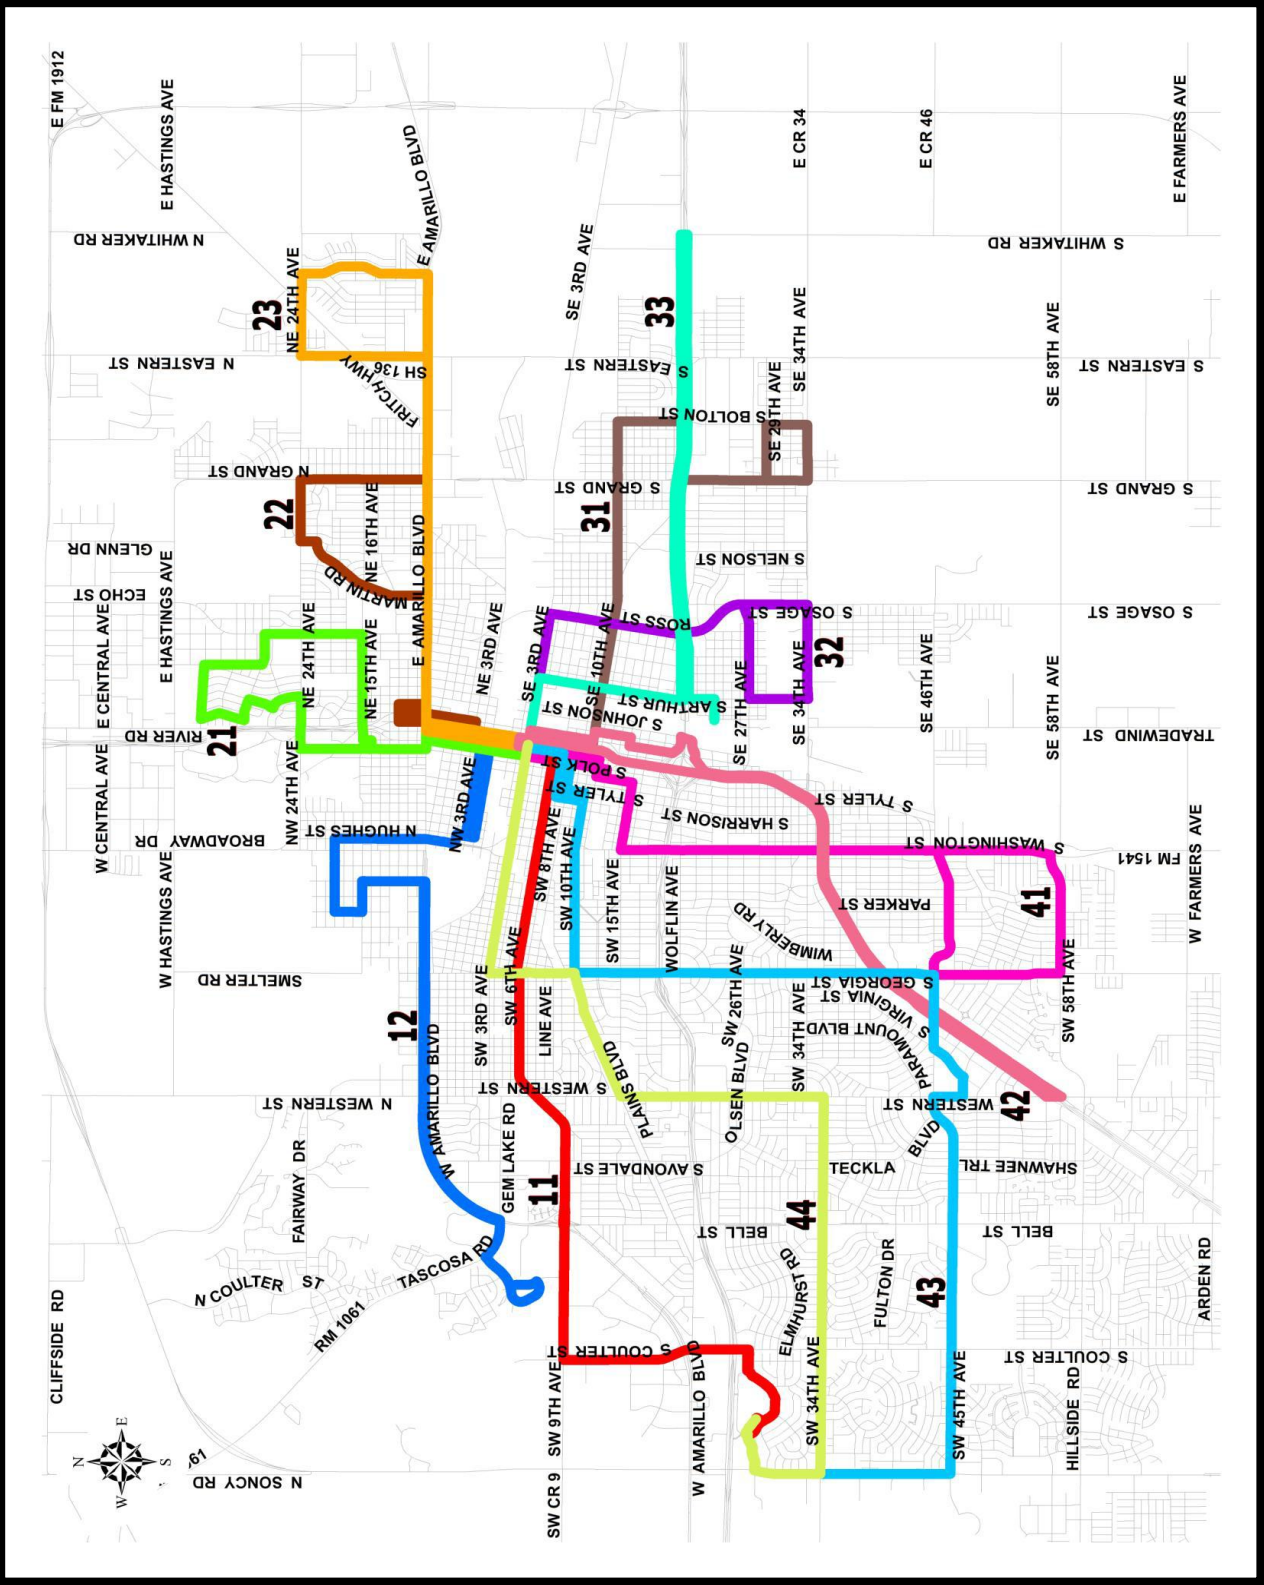 E FM 1912
E HASTINGS AVE
E AMARILLO BLVD
E CR 34
E CR 46
E FARMERS AVE
N WHITAKER RD
SE 3RD AVE
S WHITAKER RD
NE 24TH AVE
23
33
SE 34TH AVE
SE 58TH AVE
N EASTERN ST
SH 136
FRITCH HWY
S EASTERN ST
S EASTERN ST
S BOLTON ST
SE 29TH AVE
N GRAND ST
S GRAND ST
S GRAND ST
22
31
NE 16TH AVE
GLENN DR
E HASTINGS AVE
MARTIN RD
E AMARILLO BLVD
S NELSON ST
ECHO ST
E CENTRAL AVE
NE 24TH AVE
NE 15TH AVE
NE 3RD AVE
SE 3RD AVE
SE 10TH AVE
ROSS ST
S OSAGE ST
S OSAGE ST
32
SE 34TH AVE
SE 46TH AVE
SE 58TH AVE
SE 27TH AVE
S ARTHUR ST
S JOHNSON ST
RIVER RD
21
E CENTRAL AVE
TRADEWIND ST
W CENTRAL AVE
NW 24TH AVE
NW 3RD AVE
S POLK ST
S TYLER ST
S TYLER ST
S HARRISON ST
BROADWAY DR
N HUGHES ST
SW 8TH AVE
SW 10TH AVE
SW 15TH AVE
WOLFLIN AVE
S WASHINGTON ST
FM 1541
W FARMERS AVE
W HASTINGS AVE
PARKER ST
41
WIMBERLY RD
SMELTER RD
SW 3RD AVE
SW 6TH AVE
LINE AVE
SW 26TH AVE
S GEORGIA ST
S VIRGINIA ST
SW 34TH AVE
SW 58TH AVE
12
W AMARILLO BLVD
PLAINS BLVD
OLSEN BLVD
PARAMOUNT BLVD
N WESTERN ST
S WESTERN ST
S WESTERN ST
42
GEM LAKE RD
BLVD
FAIRWAY DR
11
S AVONDALE ST
TECKLA
SHAWNEE TRL
44
BELL ST
BELL ST
TASCOSA RD
N COULTER ST
RM 1061
ELMHURST RD
FULTON DR
43
ARDEN RD
CLIFFSIDE RD
S COULTER ST
S COULTER ST
SW 9TH AVE
W AMARILLO BLVD
SW 34TH AVE
SW 45TH AVE
HILLSIDE RD
N
E
S
W
N SONCY RD
SW CR 9
W AMARILLO BLVD